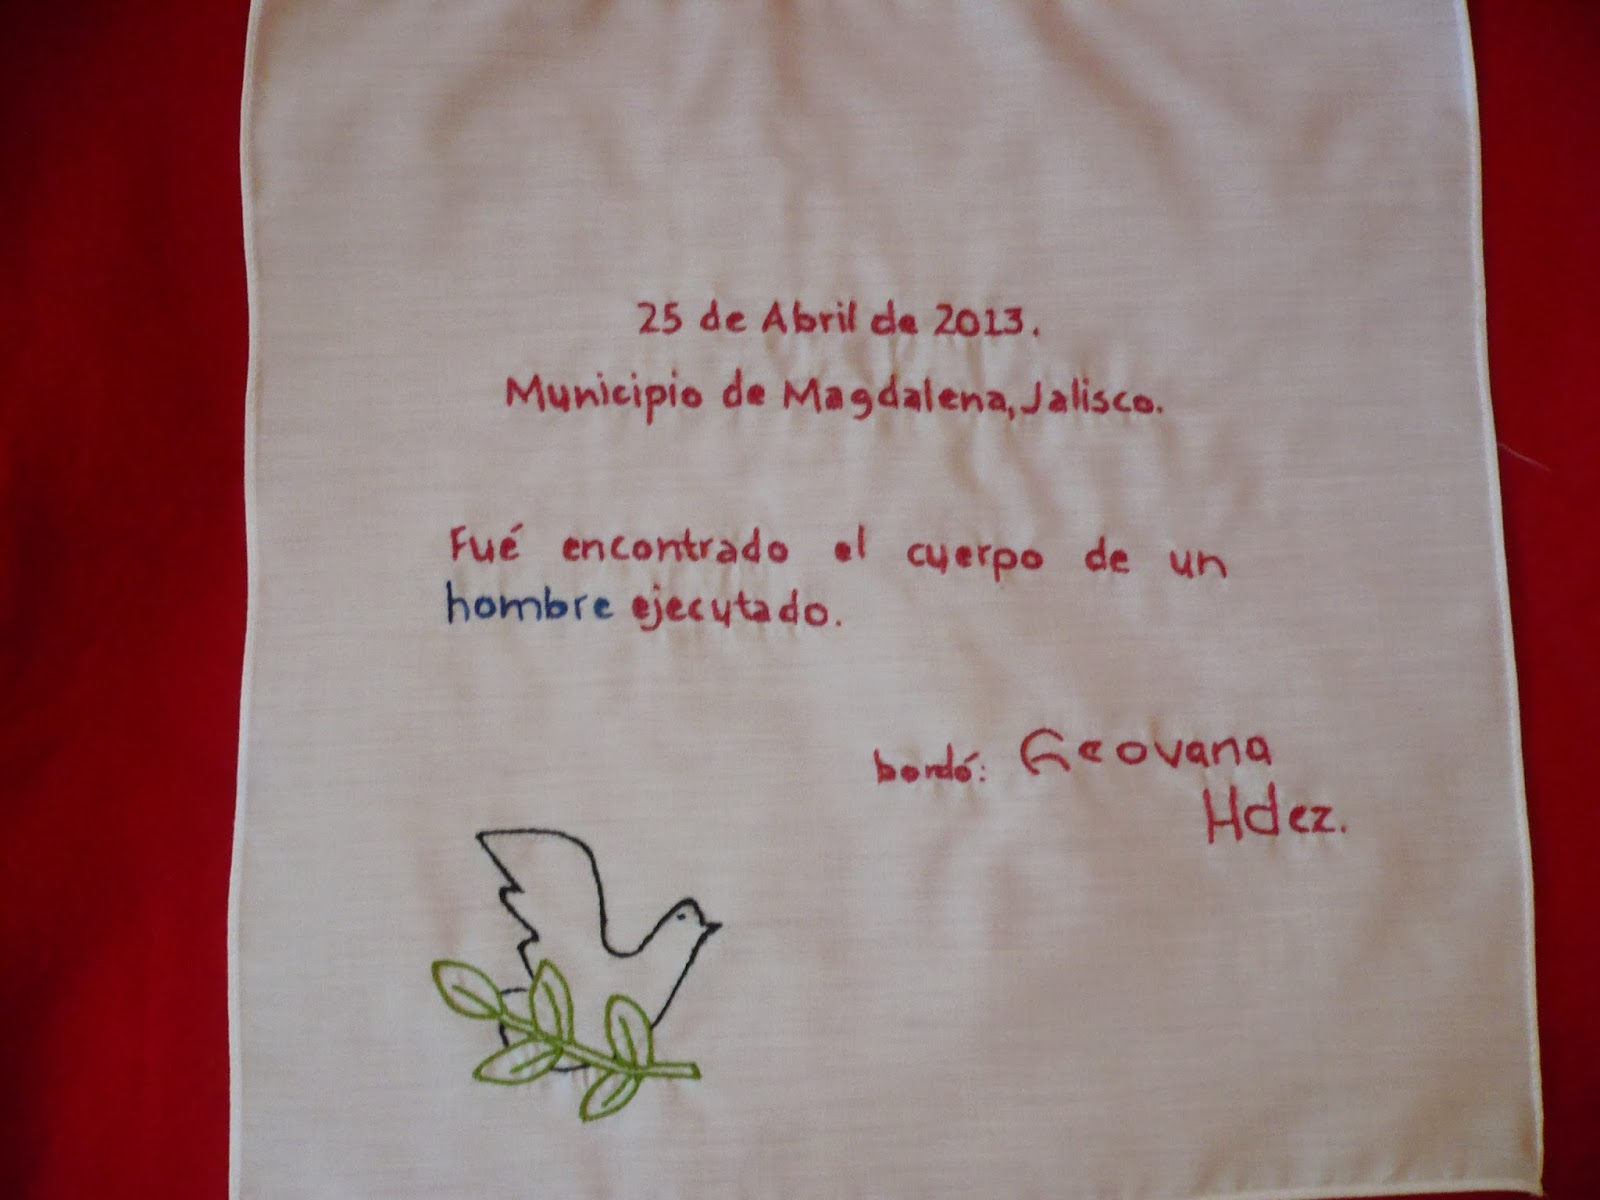 25 de Abril de 2013.
Municipio de Magdalena, Jalisco.
Fué encontrado el cuerpo de un
hombre ejecutado.
bordó: Geovana
Hdez.